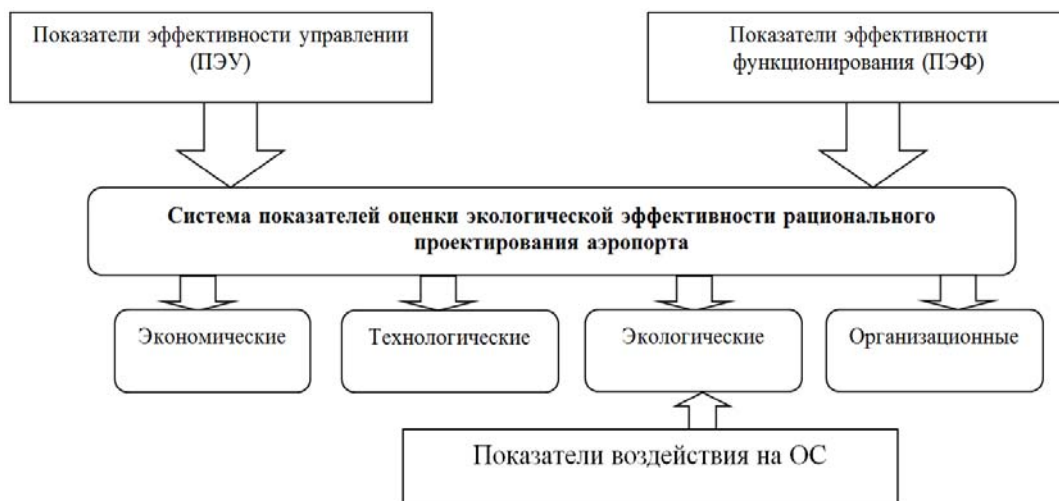 Показатели эффективности управлении
(ПЭУ)
Показатели эффективности
функционирования (ПЭФ)
Система показателей оценки экологической эффективности рационального
проектирования аэропорта
Экономические
Технологические
Экологические
Организационные
Показатели воздействия на ОС